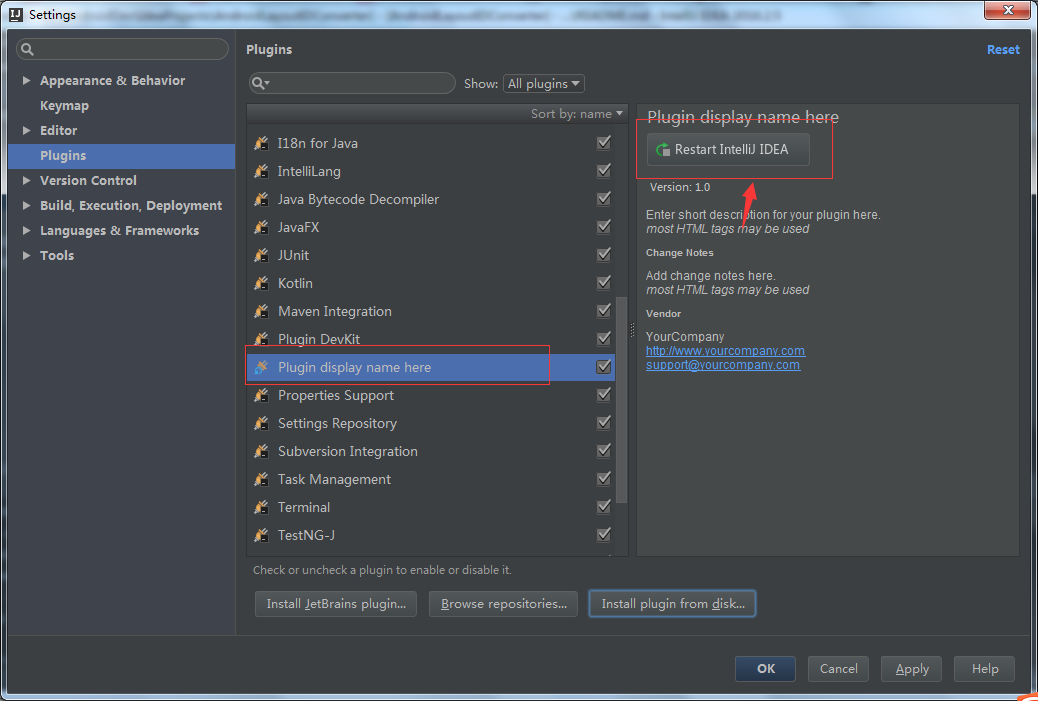 Settings
Plugins
Reset
Appearance & Behavior
Keymap
Editor
Plugins
Version Control
Build, Execution, Deployment
Languages & Frameworks
Tools
Show: All plugins
Sort by: name
I18n for Java
IntelliLang
Java Bytecode Decompiler
JavaFX
JUnit
Kotlin
Maven Integration
Plugin DevKit
Plugin display name here
Properties Support
Settings Repository
Subversion Integration
Task Management
Terminal
TestNG-J
Check or uncheck a plugin to enable or disable it.
Install JetBrains plugin...
Browse repositories...
Install plugin from disk...
Plugin display name here
Restart IntelliJ IDEA
Version: 1.0
Enter short description for your plugin here.
most HTML tags may be used
Change Notes
Add change notes here.
most HTML tags may be used
Vendor
YourCompany
http://www.yourcompany.com
support@yourcompany.com
OK
Cancel
Apply
Help